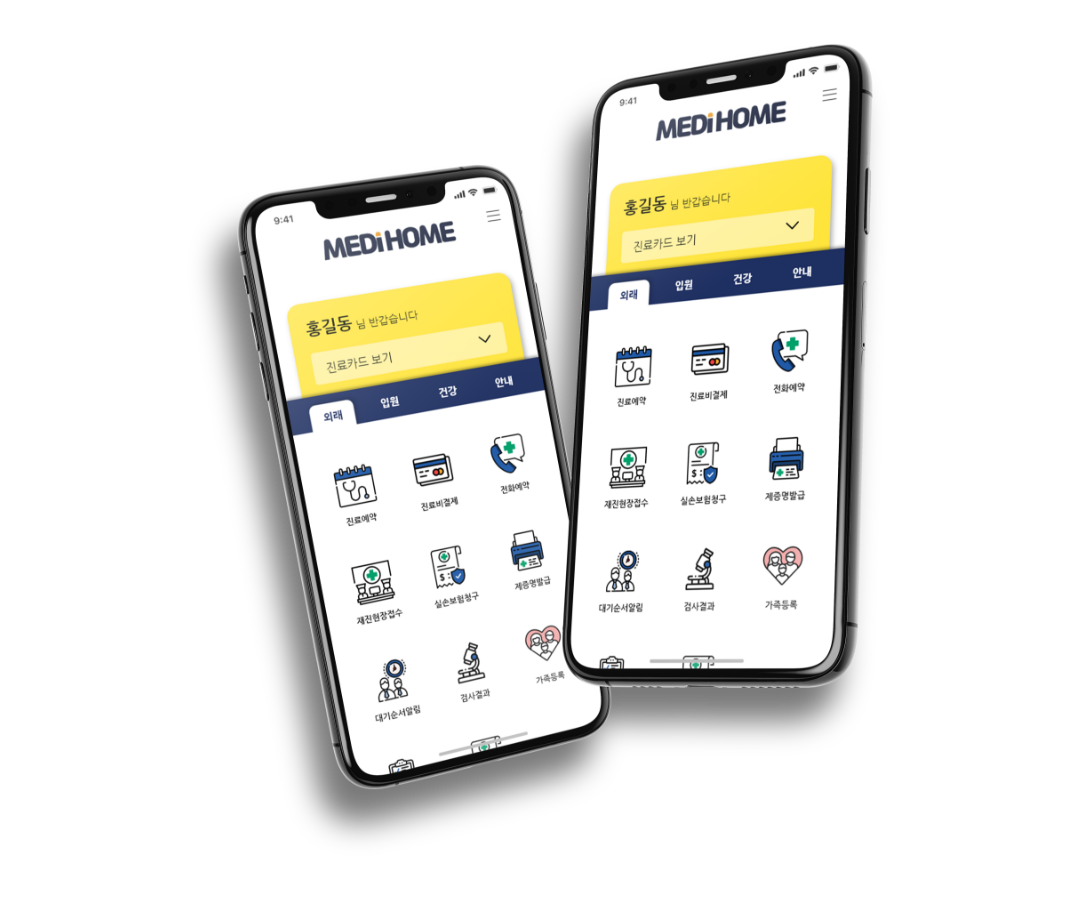 9:41
MEDiHOME
홍길동 님 반갑습니다
진료카드 보기
외래 입원 건강 안내
진료예약 진료비결제 전화예약
재진현장접수 실손보험청구 제증명발급
대기순서알림 검사결과 가족등록
9:41
MEDiHOME
홍길동 님 반갑습니다
진료카드 보기
외래 입원 건강 안내
진료예약 진료비결제 전화예약
재진현장접수 실손보험청구 제증명발급
대기순서알림 검사결과 가족등록